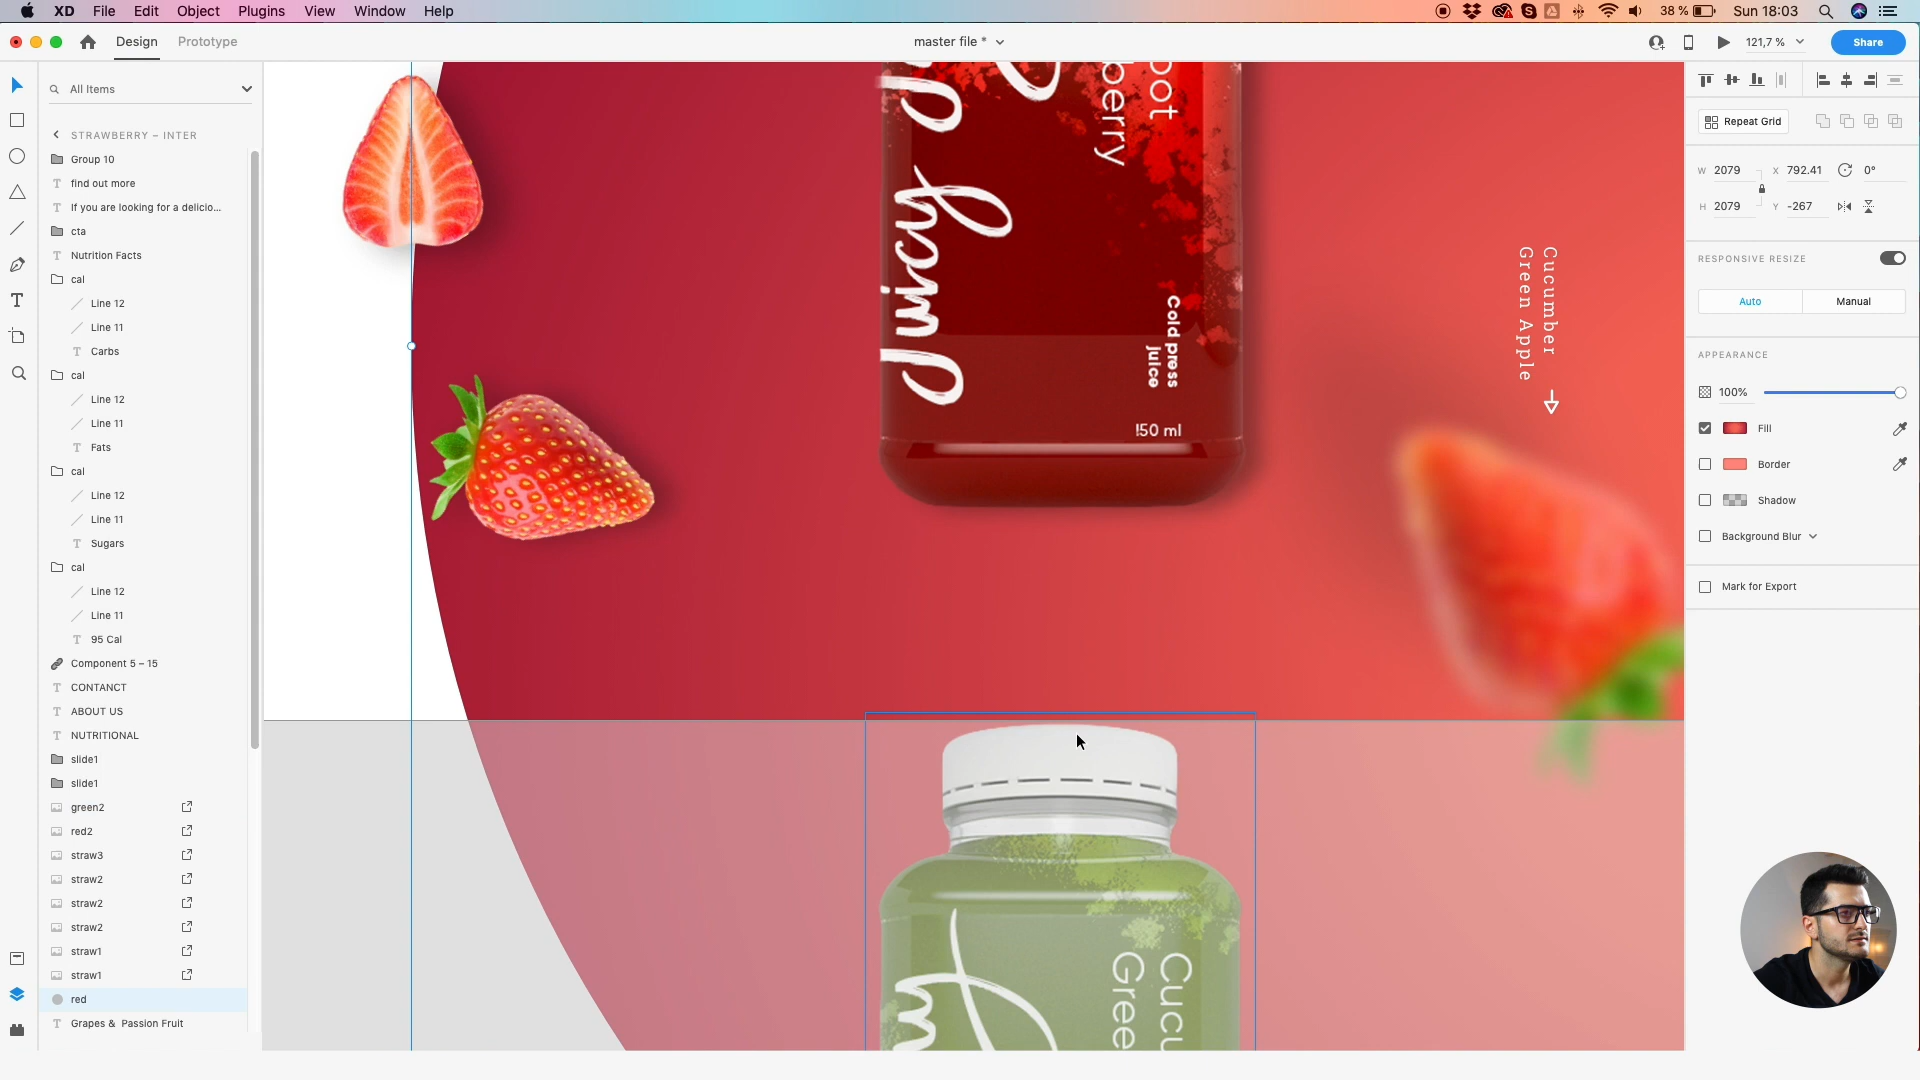 XD File Edit Object Plugins View Window Help
38 % Sun 18:03
Design Prototype
master file *
121,7 %
Share
All Items
STRAWBERRY – INTER
Group 10
find out more
If you are looking for a delicio...
cta
Nutrition Facts
cal
Line 12
Line 11
Carbs
cal
Line 12
Line 11
Fats
cal
Line 12
Line 11
Sugars
cal
Line 12
Line 11
95 Cal
Component 5 – 15
CONTANCT
ABOUT US
NUTRITIONAL
slide1
slide1
green2
red2
straw3
straw2
straw2
straw2
straw1
straw1
red
Grapes & Passion Fruit
Juicy
oot
berry
cold press
juice
150 ml
Cucumber
Green Apple
Cucu
Gree
Repeat Grid
W 2079 X 792.41 0°
H 2079 Y -267
RESPONSIVE RESIZE
Auto Manual
APPEARANCE
100%
Fill
Border
Shadow
Background Blur
Mark for Export